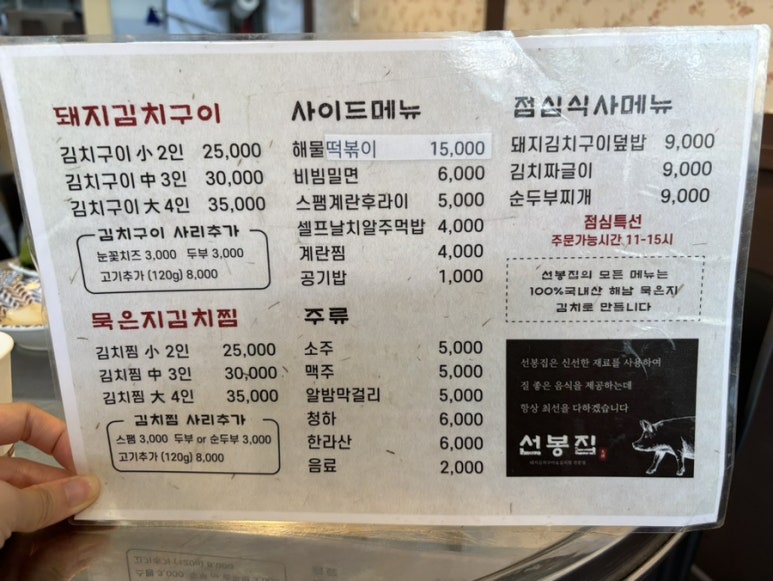 돼지김치구이
김치구이 小 2인 25,000
김치구이 中 3인 30,000
김치구이 大 4인 35,000
김치구이 사리추가
눈꽃치즈 3,000 두부 3,000
고기추가 (120g) 8,000
묵은지김치찜
김치찜 小 2인 25,000
김치찜 中 3인 30,000
김치찜 大 4인 35,000
김치찜 사리추가
스팸 3,000 두부 or 순두부 3,000
고기추가 (120g) 8,000
사이드메뉴
해물떡볶이 15,000
비빔밀면 6,000
스팸계란후라이 5,000
셀프날치알주먹밥 4,000
계란찜 4,000
공기밥 1,000
주류
소주 5,000
맥주 5,000
알밤막걸리 5,000
청하 6,000
한라산 6,000
음료 2,000
점심식사메뉴
돼지김치구이덮밥 9,000
김치짜글이 9,000
순두부찌개 9,000
점심특선
주문가능시간 11-15시
선봉집의 모든 메뉴는
100%국내산 해남 묵은지
김치로 만듭니다
선봉집은 신선한 재료를 사용하여
질 좋은 음식을 제공하는데
항상 최선을 다하겠습니다
선봉집